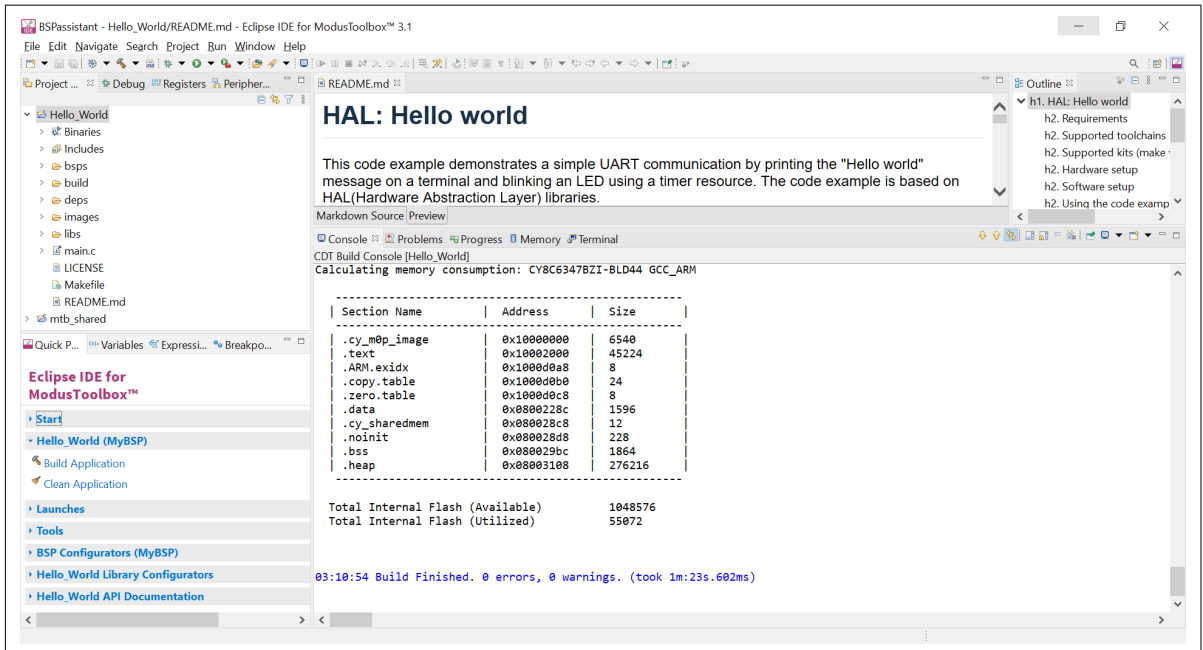 BSPassistant - Hello_World/README.md - Eclipse IDE for ModusToolbox™ 3.1
File Edit Navigate Search Project Run Window Help
Project ... Debug Registers Peripher...
Hello_World
Binaries
Includes
bsps
build
deps
images
libs
main.c
LICENSE
Makefile
README.md
mtb_shared
Quick P... Variables Expressi... Breakpo...
Eclipse IDE for
ModusToolbox™
Start
Hello_World (MyBSP)
Build Application
Clean Application
Launches
Tools
BSP Configurators (MyBSP)
Hello_World Library Configurators
Hello_World API Documentation
README.md
HAL: Hello world
This code example demonstrates a simple UART communication by printing the "Hello world"
message on a terminal and blinking an LED using a timer resource. The code example is based on
HAL(Hardware Abstraction Layer) libraries.
Markdown Source Preview
Outline
h1. HAL: Hello world
h2. Requirements
h2. Supported toolchains
h2. Supported kits (make
h2. Hardware setup
h2. Software setup
h2. Using the code examp
Console Problems Progress Memory Terminal
CDT Build Console [Hello_World]
Calculating memory consumption: CY8C6347BZI-BLD44 GCC_ARM
----------------------------------------------------
| Section Name | Address | Size |
----------------------------------------------------
| .cy_m0p_image | 0x10000000 | 6540 |
| .text | 0x10002000 | 45224 |
| .ARM.exidx | 0x1000d0a8 | 8 |
| .copy.table | 0x1000d0b0 | 24 |
| .zero.table | 0x1000d0c8 | 8 |
| .data | 0x0800228c | 1596 |
| .cy_sharedmem | 0x080028c8 | 12 |
| .noinit | 0x080028d8 | 228 |
| .bss | 0x080029bc | 1864 |
| .heap | 0x08003108 | 276216 |
----------------------------------------------------
Total Internal Flash (Available) 1048576
Total Internal Flash (Utilized) 55072
03:10:54 Build Finished. 0 errors, 0 warnings. (took 1m:23s.602ms)